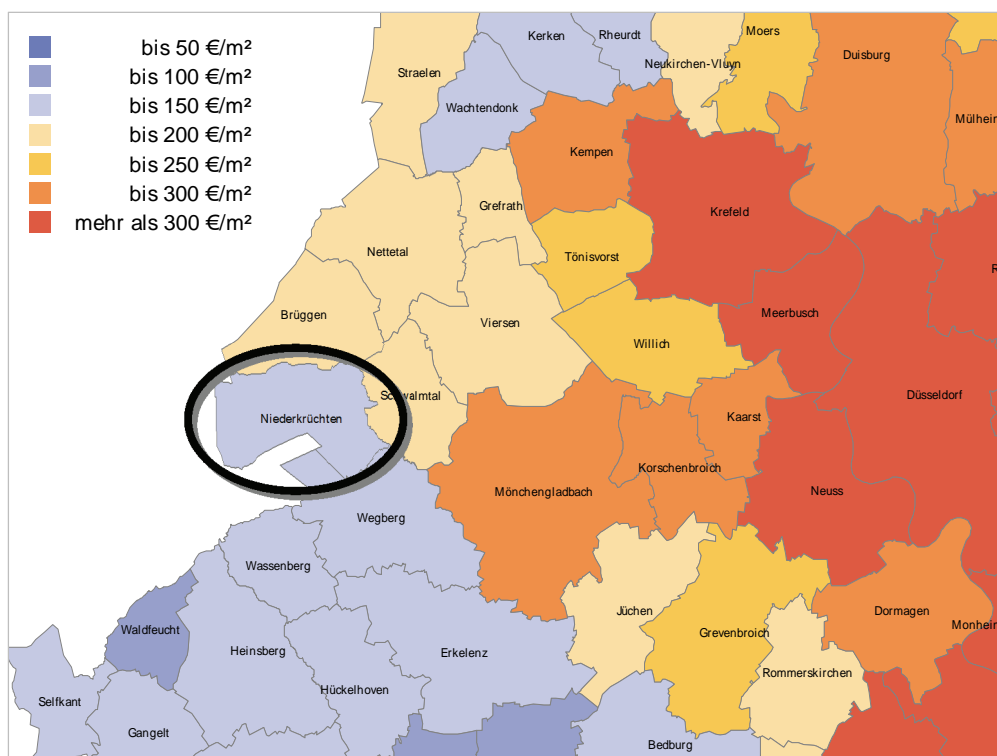 bis 50 €/m²
bis 100 €/m²
bis 150 €/m²
bis 200 €/m²
bis 250 €/m²
bis 300 €/m²
mehr als 300 €/m²
Moers
Kerken
Rheurdt
Duisburg
Neukirchen-Vluyn
Straelen
Wachtendonk
Mülheim
Kempen
Grefrath
Krefeld
Nettetal
Tönisvorst
Brüggen
Viersen
Meerbusch
Willich
Schwalmtal
Düsseldorf
Niederkrüchten
Kaarst
Korschenbroich
Mönchengladbach
Neuss
Wegberg
Wassenberg
Jüchen
Dormagen
Waldfeucht
Grevenbroich
Monheim
Heinsberg
Erkelenz
Rommerskirchen
Hückelhoven
Selfkant
Gangelt
Bedburg